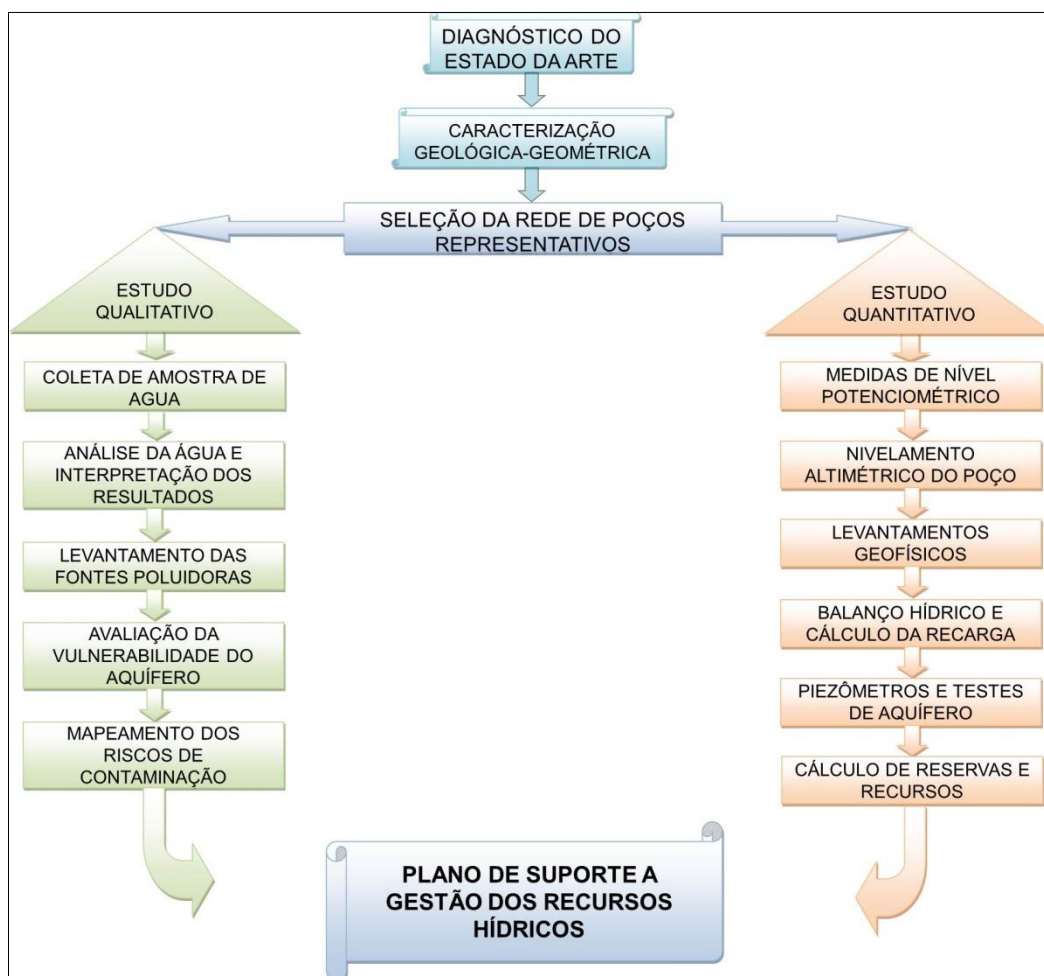 DIAGNÓSTICO DO
ESTADO DA ARTE
CARACTERIZAÇÃO
GEOLÓGICA-GEOMÉTRICA
SELEÇÃO DA REDE DE POÇOS
REPRESENTATIVOS
ESTUDO
QUALITATIVO
COLETA DE AMOSTRA DE
AGUA
ANÁLISE DA ÁGUA E
INTERPRETAÇÃO DOS
RESULTADOS
LEVANTAMENTO DAS
FONTES POLUIDORAS
AVALIAÇÃO DA
VULNERABILIDADE DO
AQUÍFERO
MAPEAMENTO DOS
RISCOS DE
CONTAMINAÇÃO
ESTUDO
QUANTITATIVO
MEDIDAS DE NÍVEL
POTENCIOMÉTRICO
NIVELAMENTO
ALTIMÉTRICO DO POÇO
LEVANTAMENTOS
GEOFÍSICOS
BALANÇO HÍDRICO E
CÁLCULO DA RECARGA
PIEZÔMETROS E TESTES
DE AQUÍFERO
CÁLCULO DE RESERVAS E
RECURSOS
PLANO DE SUPORTE A
GESTÃO DOS RECURSOS
HÍDRICOS